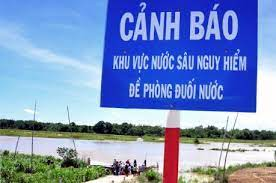 CẢNH BÁO
KHU VỰC NƯỚC SÂU NGUY HIỂM
ĐỀ PHÒNG ĐUỐI NƯỚC